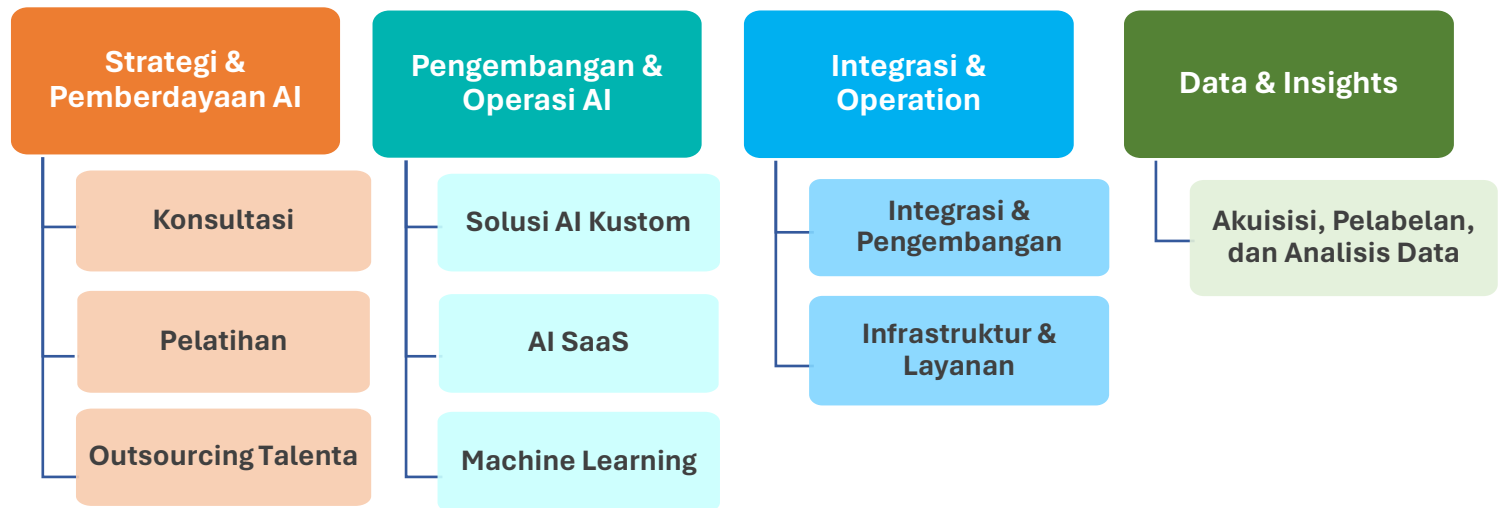 Strategi &
Pemberdayaan AI
Konsultasi
Pelatihan
Outsourcing Talenta
Pengembangan &
Operasi AI
Solusi AI Kustom
AI SaaS
Machine Learning
Integrasi &
Operation
Integrasi &
Pengembangan
Infrastruktur &
Layanan
Data & Insights
Akuisisi, Pelabelan,
dan Analisis Data